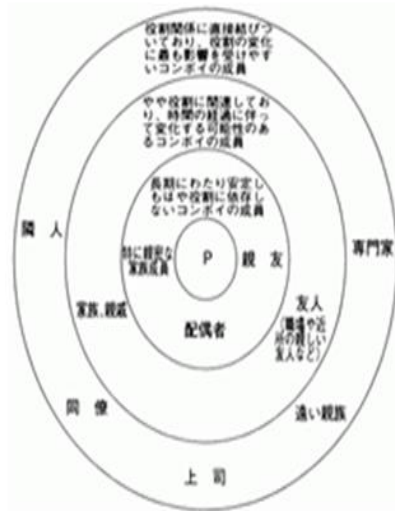 役割関係に直接結びつ
いており、役割の変化
に最も影響を受けやす
いコンボイの成員
やや役割に関連してお
り、時間の経過に伴っ
て変化する可能性のあ
るコンボイの成員
長期にわたり安定し
もはや役割に依存し
ないコンボイの成員
隣 人
専門家
特に親密な
家族成員
P
親 友
家族、親戚
配偶者
友人
(職場や近
所の親しい
友人など)
同 僚
遠い親族
上 司